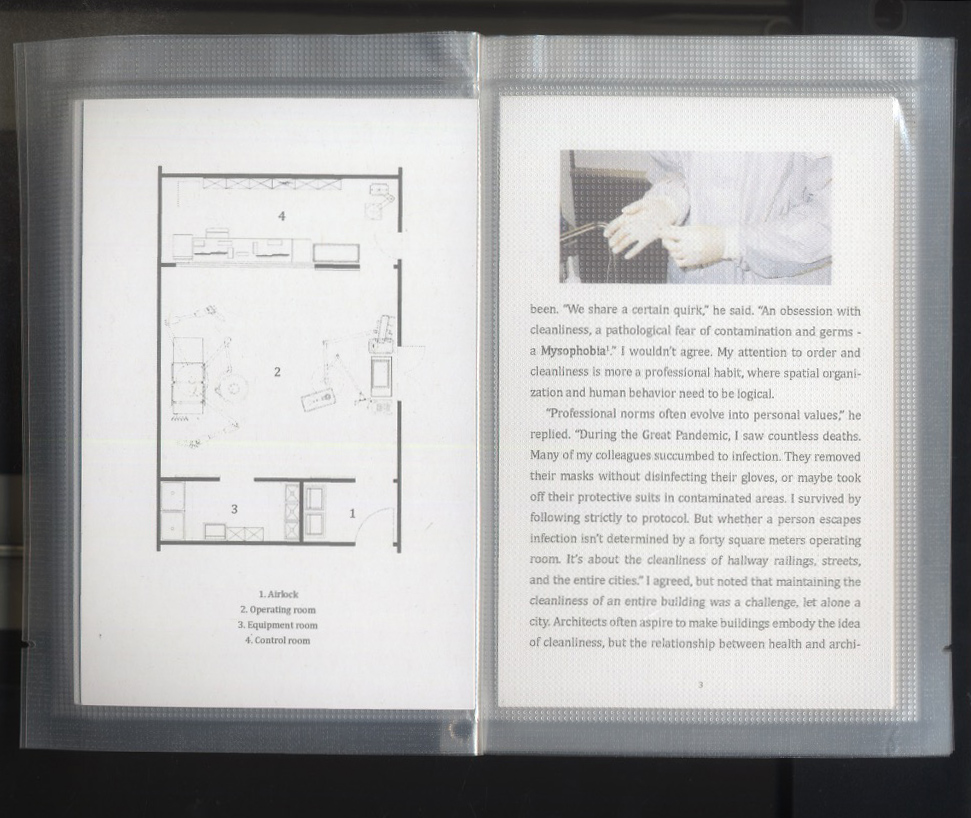 4
2
3
1
1. Airlock
2. Operating room
3. Equipment room
4. Control room
been. “We share a certain quirk,” he said. “An obsession with
cleanliness, a pathological fear of contamination and germs -
a Mysophobia¹.” I wouldn’t agree. My attention to order and
cleanliness is more a professional habit, where spatial organi-
zation and human behavior need to be logical.
“Professional norms often evolve into personal values,” he
replied. “During the Great Pandemic, I saw countless deaths.
Many of my colleagues succumbed to infection. They removed
their masks without disinfecting their gloves, or maybe took
off their protective suits in contaminated areas. I survived by
following strictly to protocol. But whether a person escapes
infection isn’t determined by a forty square meters operating
room. It’s about the cleanliness of hallway railings, streets,
and the entire cities.” I agreed, but noted that maintaining the
cleanliness of an entire building was a challenge, let alone a
city. Architects often aspire to make buildings embody the idea
of cleanliness, but the relationship between health and archi-
3